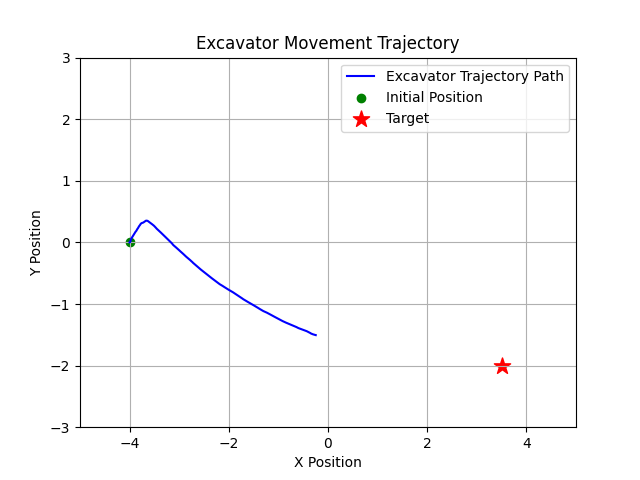 Excavator Movement Trajectory
Excavator Trajectory Path
Initial Position
Target
3
2
1
0
−1
−2
−3
Y Position
−4
−2
0
2
4
X Position